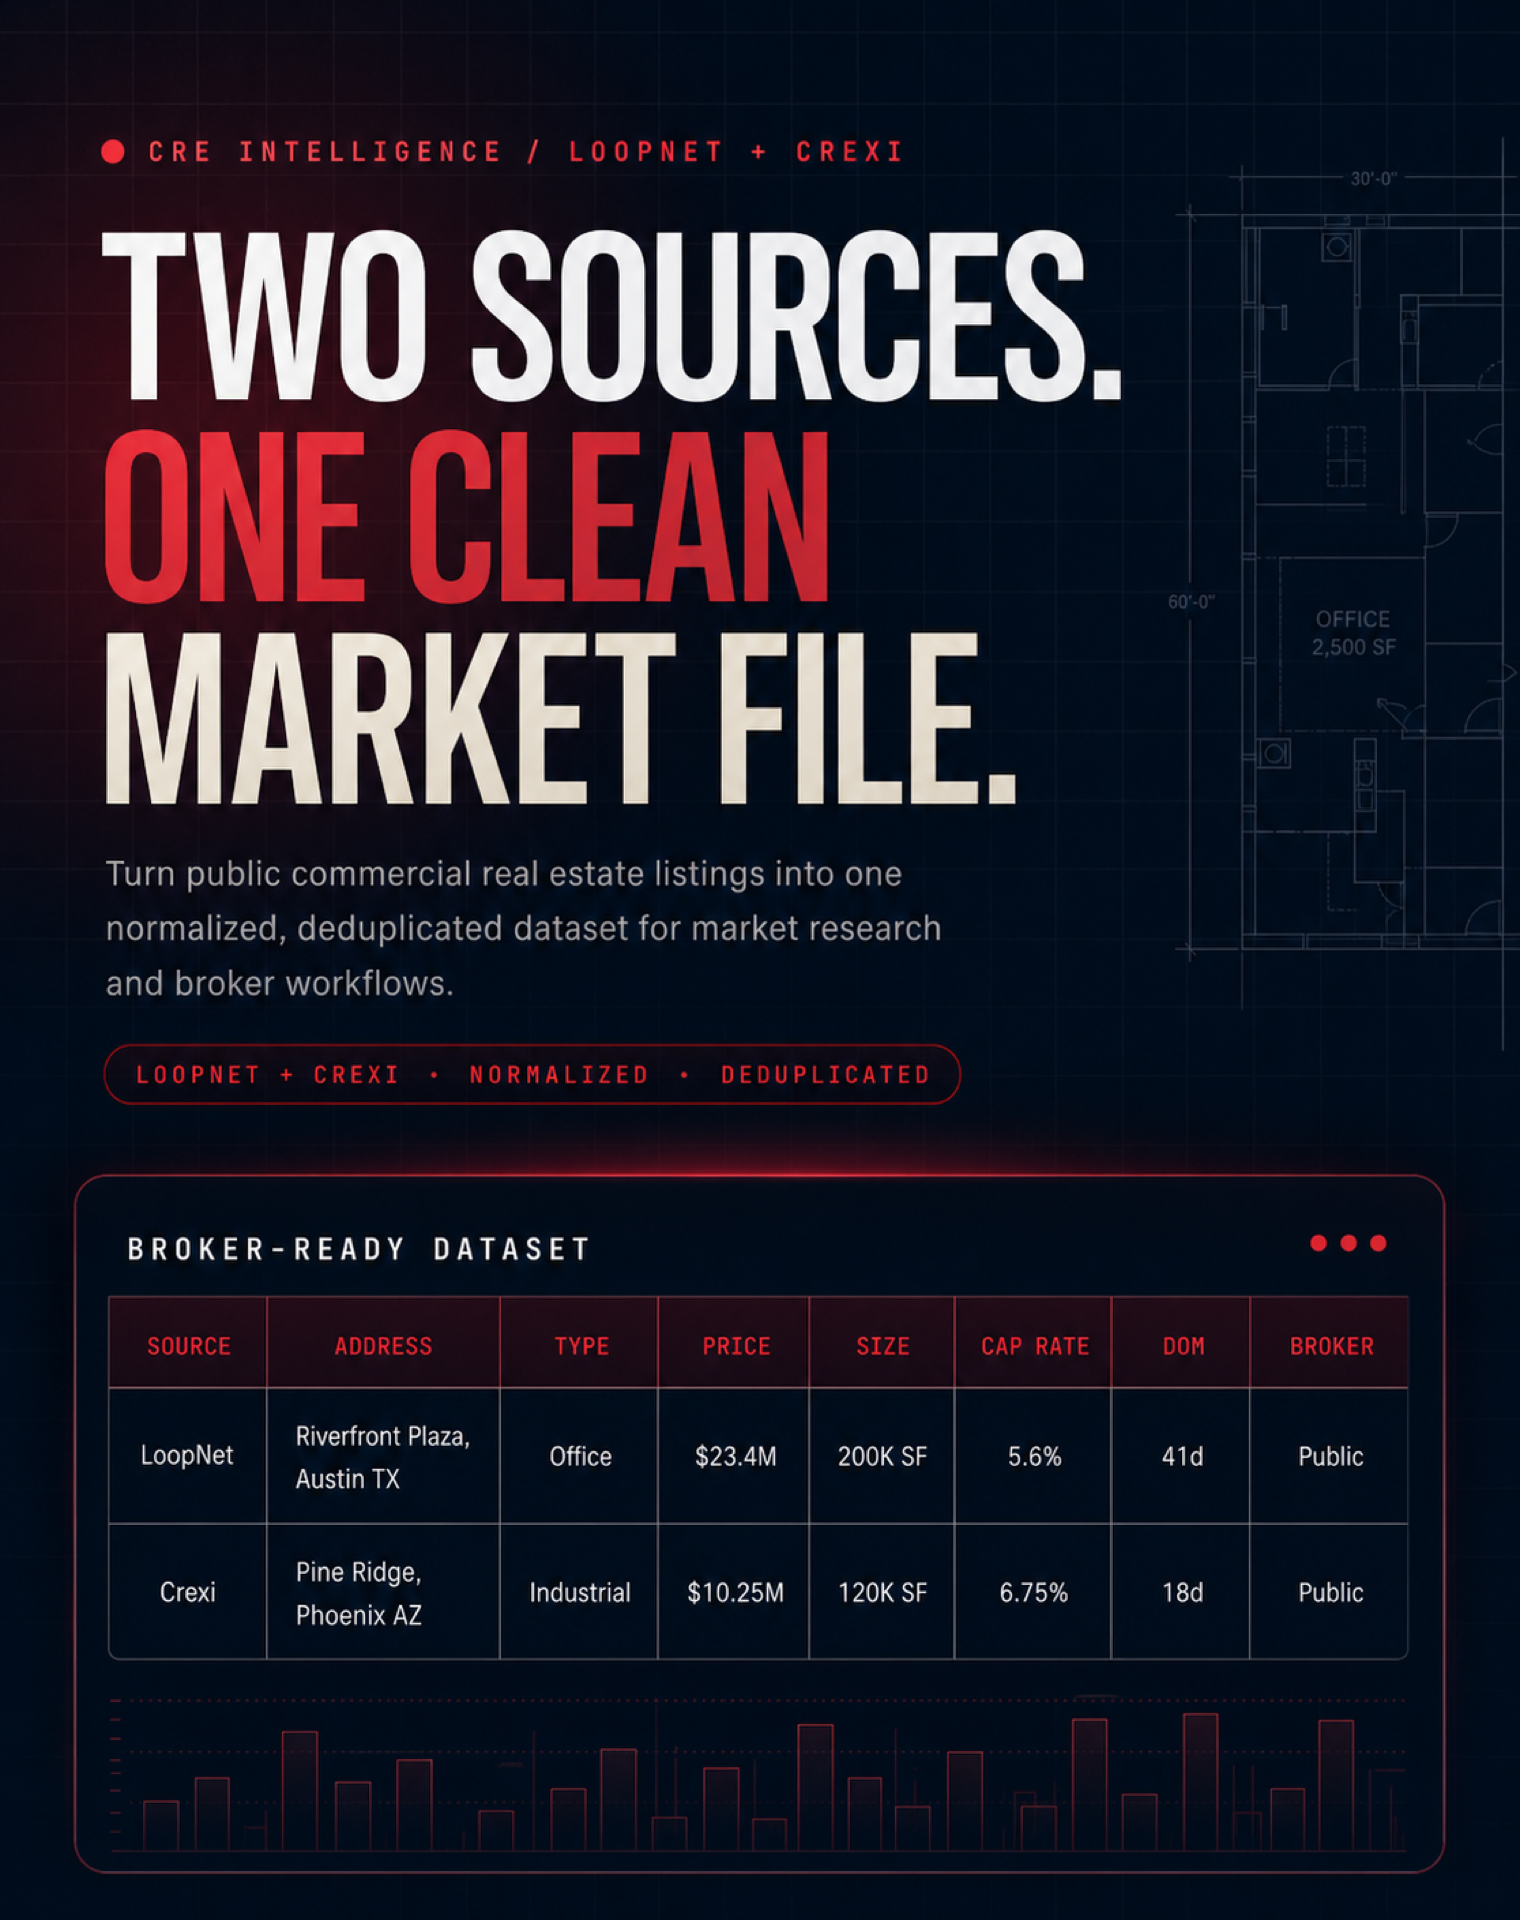 CRE INTELLIGENCE / LOOPNET + CREXI
TWO SOURCES.
ONE CLEAN
MARKET FILE.
Turn public commercial real estate listings into one
normalized, deduplicated dataset for market research
and broker workflows.
LOOPNET + CREXI • NORMALIZED • DEDUPLICATED
30'-0"
60'-0"
OFFICE
2,500 SF
BROKER-READY DATASET
SOURCE ADDRESS TYPE PRICE SIZE CAP RATE DOM BROKER
LoopNet Riverfront Plaza, Austin TX Office $23.4M 200K SF 5.6% 41d Public
Crexi Pine Ridge, Phoenix AZ Industrial $10.25M 120K SF 6.75% 18d Public